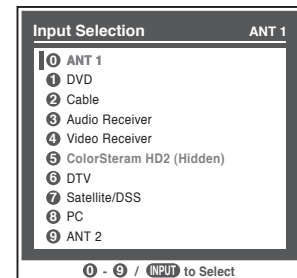 Input Selection ANT 1
0 ANT 1
1 DVD
2 Cable
3 Audio Receiver
4 Video Receiver
5 ColorSteram HD2 (Hidden)
6 DTV
7 Satellite/DSS
8 PC
9 ANT 2
0 - 9 / INPUT to Select